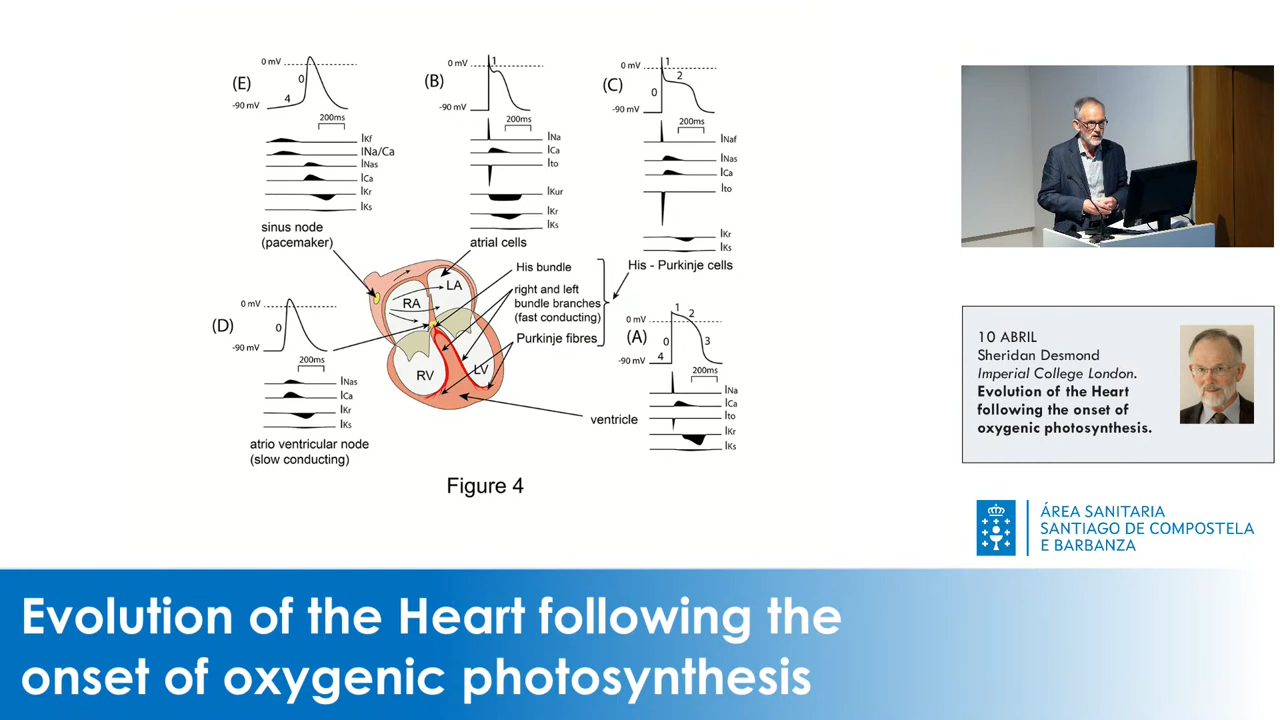 (E)
0 mV
0
4
-90 mV
200ms
IKf
INa/Ca
INas
ICa
IKr
IKs
sinus node
(pacemaker)
(B)
0 mV
1
-90 mV
200ms
INa
ICa
Ito
IKur
IKr
IKs
atrial cells
(C)
0 mV
1
2
0
-90 mV
200ms
INaf
INas
ICa
Ito
IKr
IKs
His - Purkinje cells
His bundle
right and left
bundle branches
(fast conducting)
Purkinje fibres
LA
RA
RV
LV
(D)
0 mV
0
-90 mV
200ms
INas
ICa
IKr
IKs
atrio ventricular node
(slow conducting)
(A)
0 mV
1
2
0
3
4
-90 mV
200ms
INa
ICa
Ito
IKr
IKs
ventricle
Figure 4
10 ABRIL
Sheridan Desmond
Imperial College London.
Evolution of the Heart
following the onset of
oxygenic photosynthesis.
ÁREA SANITARIA
SANTIAGO DE COMPOSTELA
E BARBANZA
Evolution of the Heart following the
onset of oxygenic photosynthesis